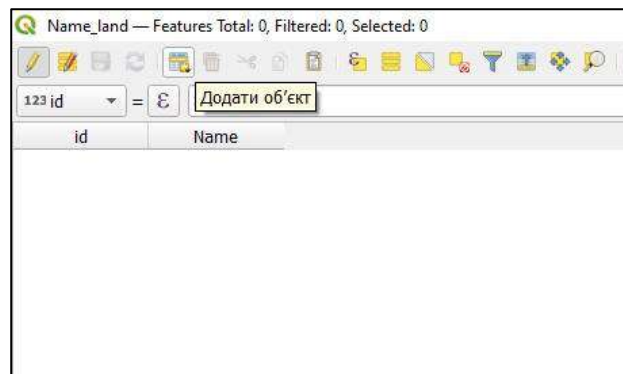 Name_land — Features Total: 0, Filtered: 0, Selected: 0
123 id = ε
Додати об’єкт
id Name